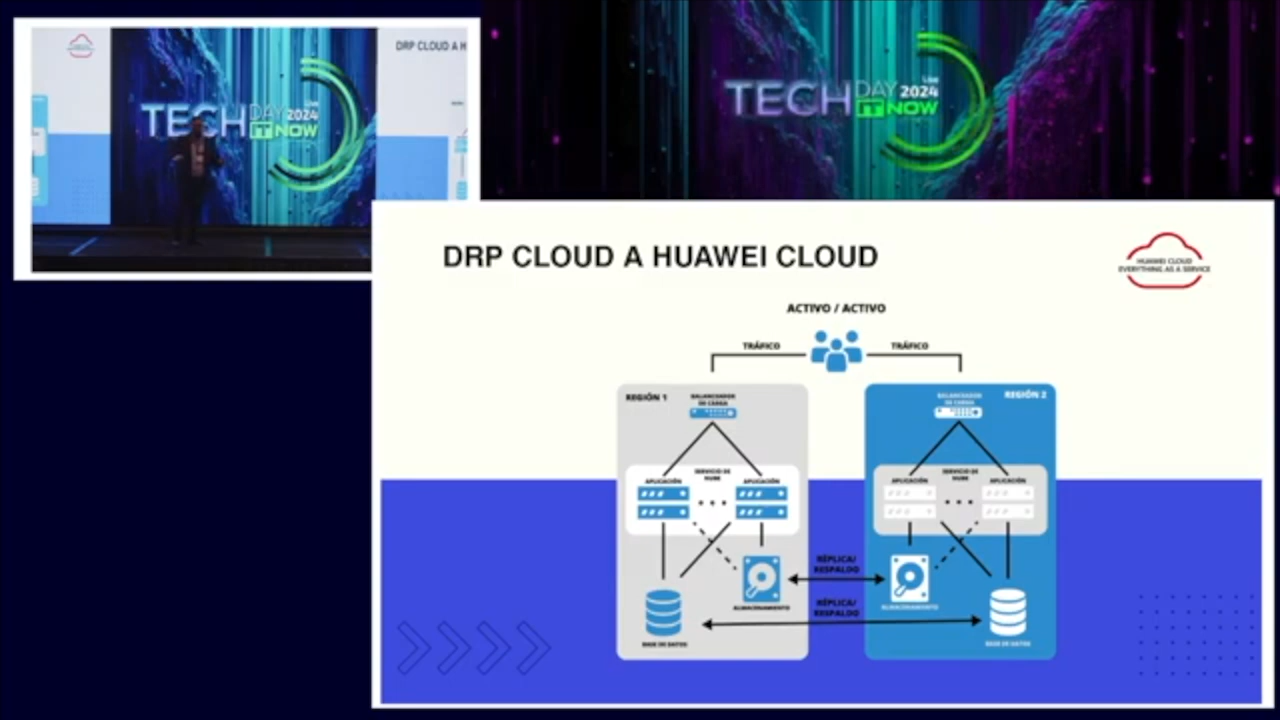 DRP CLOUD A H
TECH DAY Live 2024
IT NOW
TECH DAY Live 2024
IT NOW
DRP CLOUD A HUAWEI CLOUD
HUAWEI CLOUD
EVERYTHING AS A SERVICE
ACTIVO / ACTIVO
TRÁFICO
TRÁFICO
REGIÓN 1
BALANCEADOR
DE CARGA
BALANCEADOR
DE CARGA
REGIÓN 2
SERVICIO DE
NUBE
APLICACIÓN
APLICACIÓN
SERVICIO DE
NUBE
APLICACIÓN
APLICACIÓN
RÉPLICA/
RESPALDO
ALMACENAMIENTO
ALMACENAMIENTO
RÉPLICA/
RESPALDO
BASE DE DATOS
BASE DE DATOS